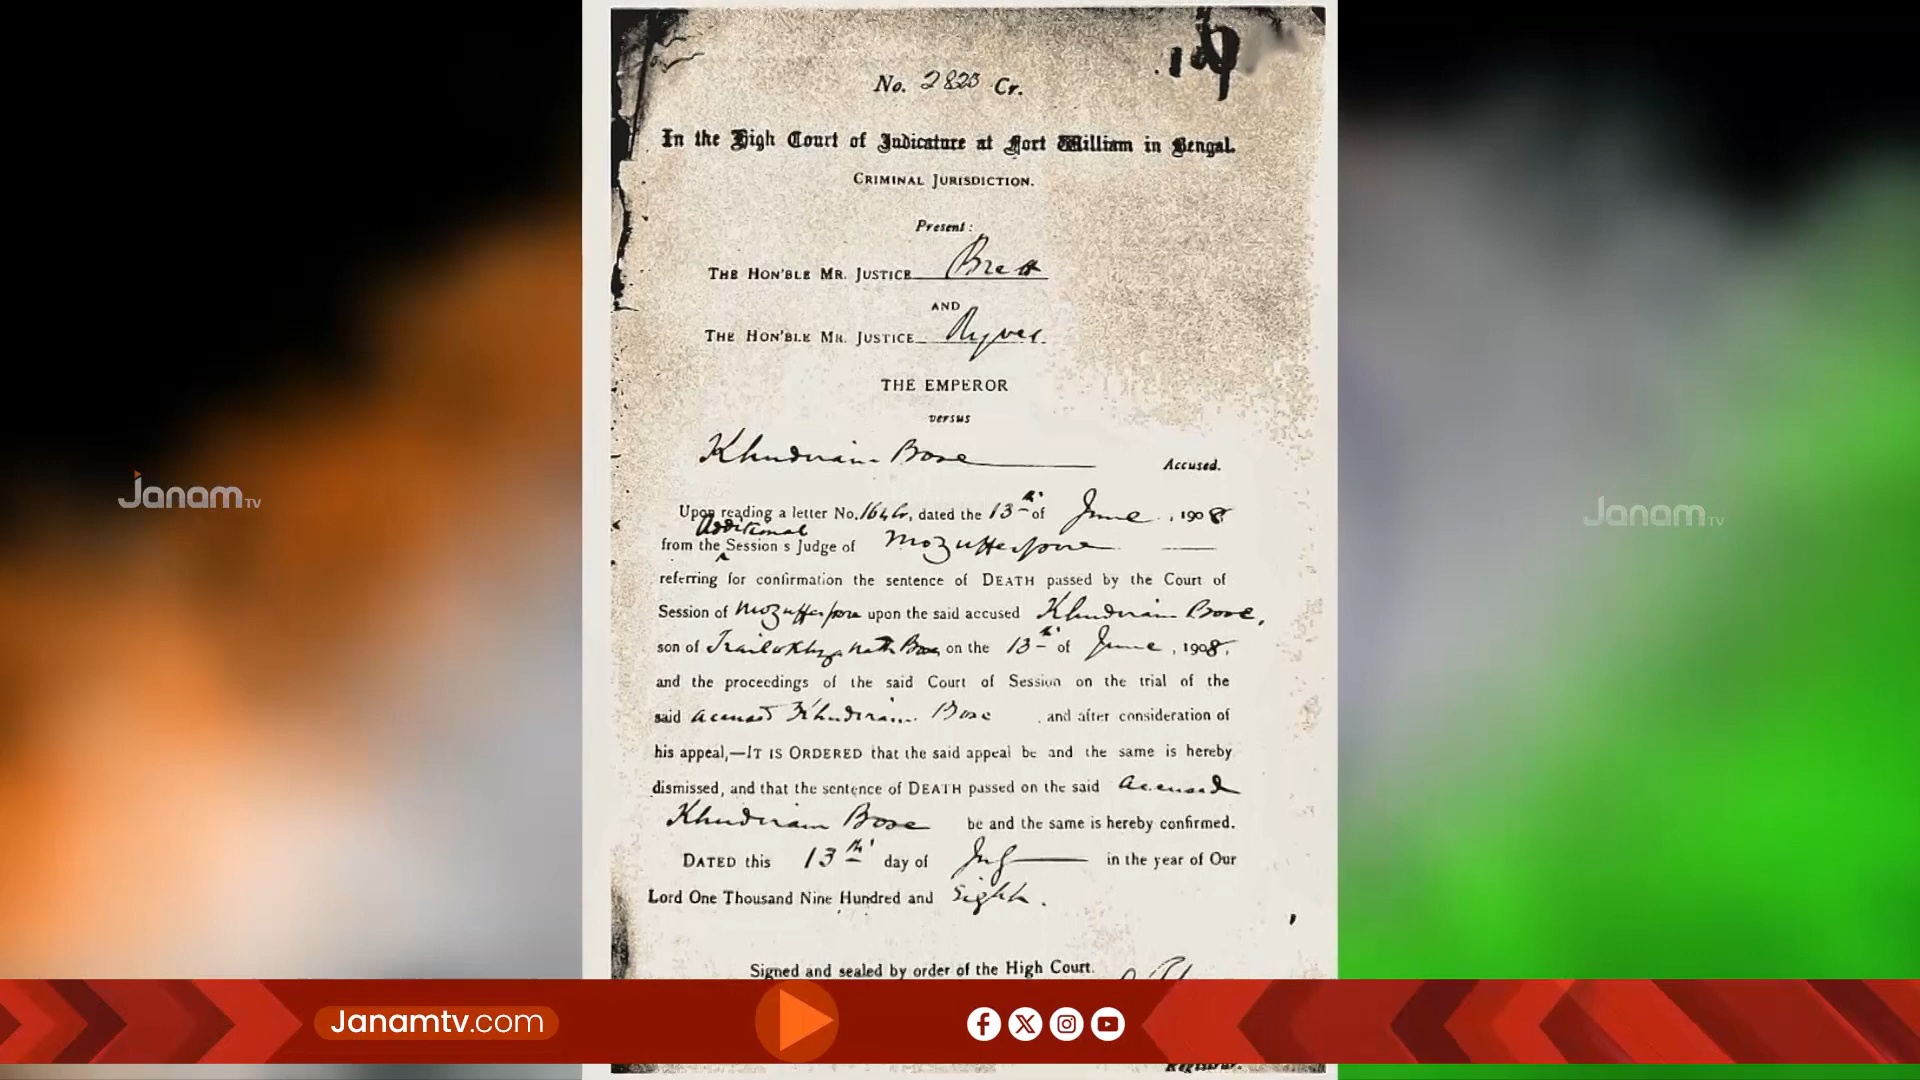 No. 2823 Cr.
In the High Court of Judicature at Fort William in Bengal.
CRIMINAL JURISDICTION.
Present:
THE HON'BLE MR. JUSTICE Brett
AND
THE HON'BLE MR. JUSTICE Ryves.
THE EMPEROR
versus
Khudiram Bose Accused.
Upon reading a letter No. 164 Cr, dated the 13th of June, 1908
Additional
from the Session s Judge of Mozufferpore
referring for confirmation the sentence of DEATH passed by the Court of
Session of Mozufferpore upon the said accused Khudiram Bose,
son of Trailokhya nath Bose on the 13th of June, 1908,
and the proceedings of the said Court of Session on the trial of the
said accused Khudiram Bose, and after consideration of
his appeal,—IT IS ORDERED that the said appeal be and the same is hereby
dismissed, and that the sentence of DEATH passed on the said accused
Khudiram Bose be and the same is hereby confirmed.
DATED this 13th day of July in the year of Our
Lord One Thousand Nine Hundred and Eight.
Signed and sealed by order of the High Court.
Registrar.
Janam TV
Janam TV
Janamtv.com